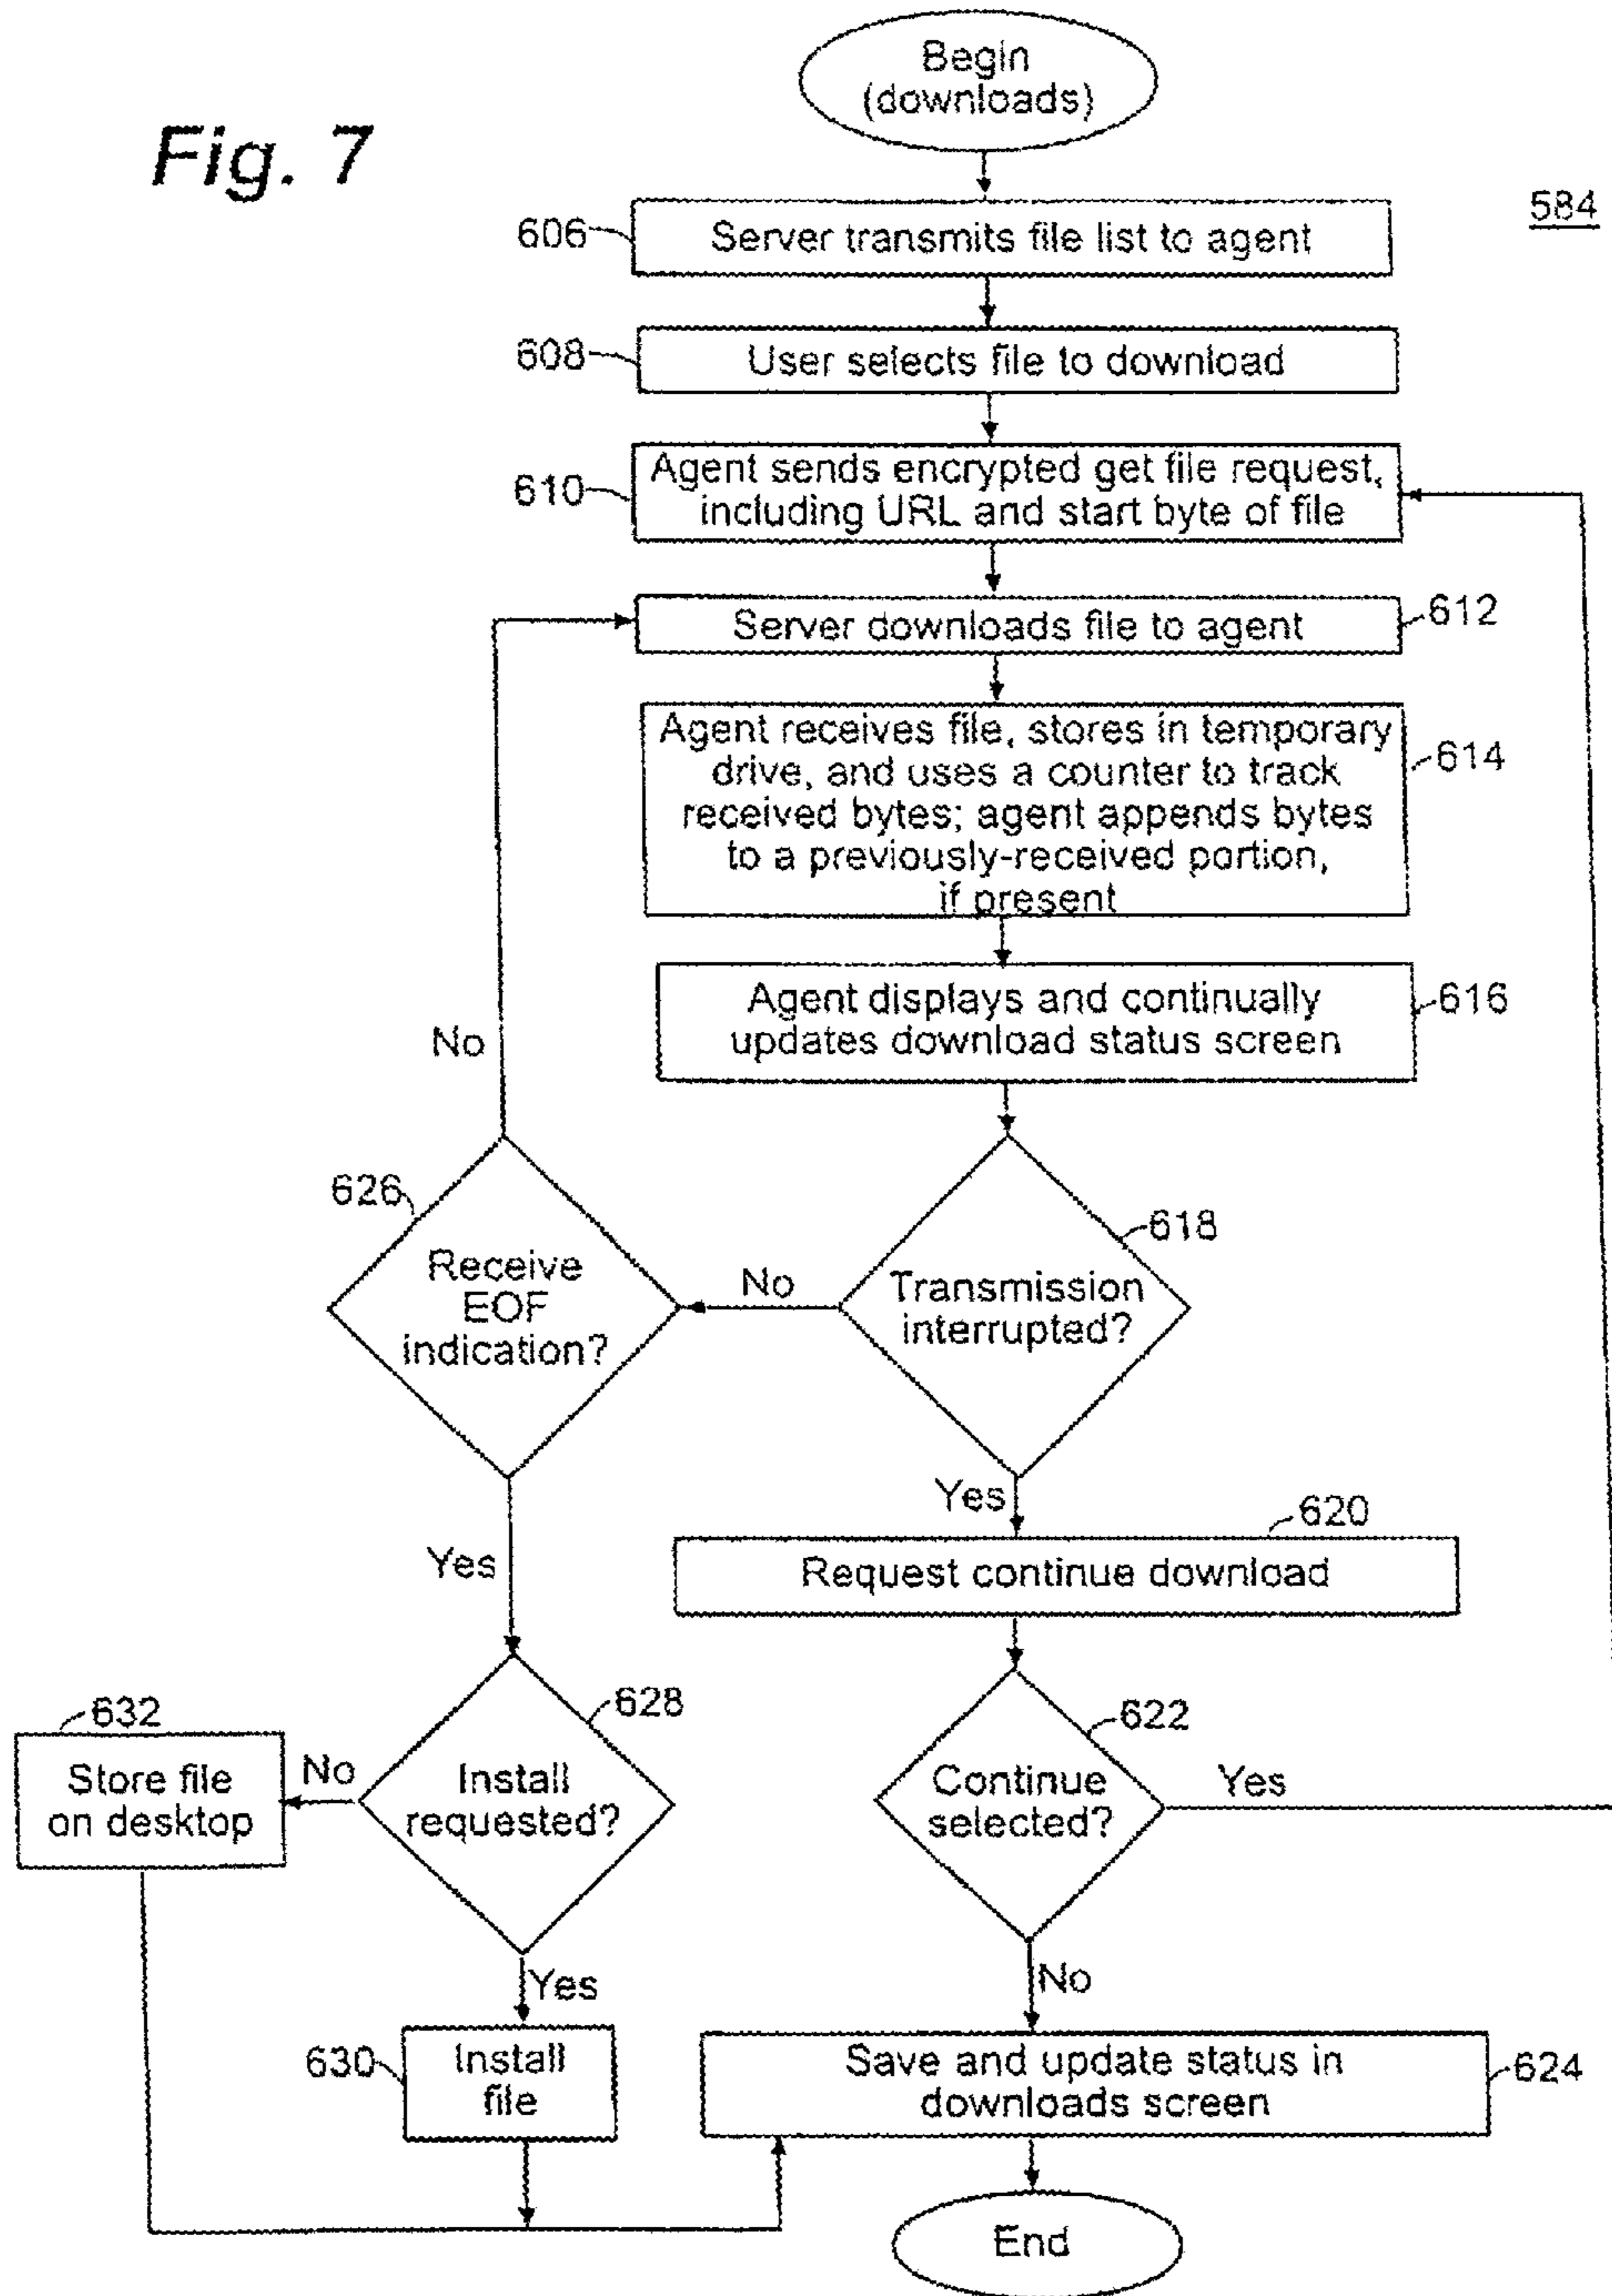 Fig. 7
Begin
(downloads)
584
606
Server transmits file list to agent
608
User selects file to download
610
Agent sends encrypted get file request,
including URL and start byte of file
Server downloads file to agent
612
Agent receives file, stores in temporary
drive, and uses a counter to track
received bytes; agent appends bytes
to a previously-received portion,
if present
614
Agent displays and continually
updates download status screen
616
No
626
Receive
EOF
indication?
No
618
Transmission
interrupted?
Yes
Yes
620
Request continue download
632
Store file
on desktop
No
628
Install
requested?
622
Continue
selected?
Yes
Yes
No
630
Install
file
Save and update status in
downloads screen
624
End